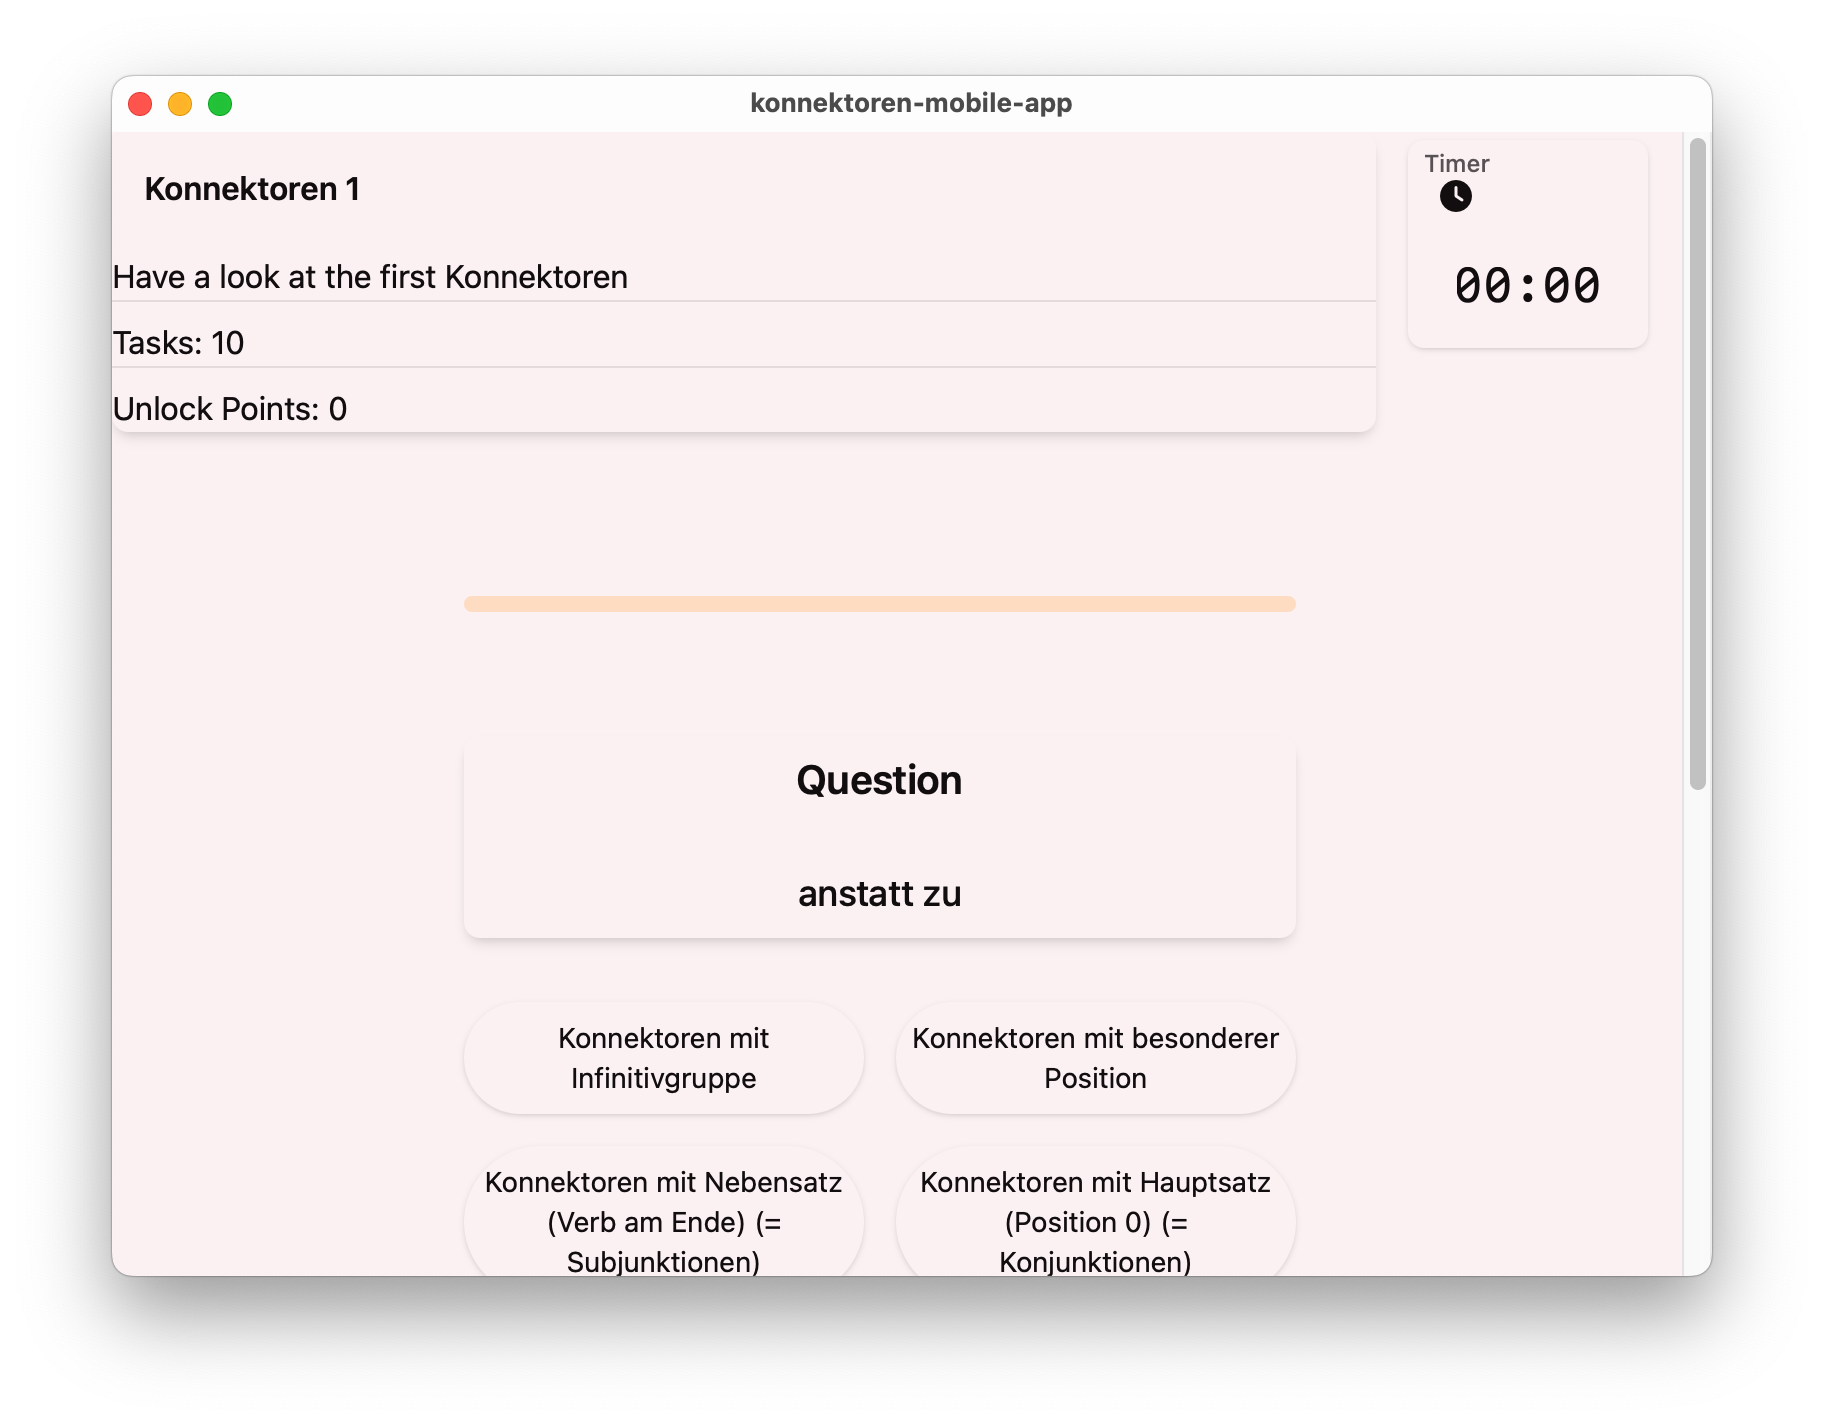 konnektoren-mobile-app
Konnektoren 1
Have a look at the first Konnektoren
Tasks: 10
Unlock Points: 0
Timer
00:00
Question
anstatt zu
Konnektoren mit
Infinitivgruppe
Konnektoren mit besonderer
Position
Konnektoren mit Nebensatz
(Verb am Ende) (=
Subjunktionen)
Konnektoren mit Hauptsatz
(Position 0) (=
Konjunktionen)